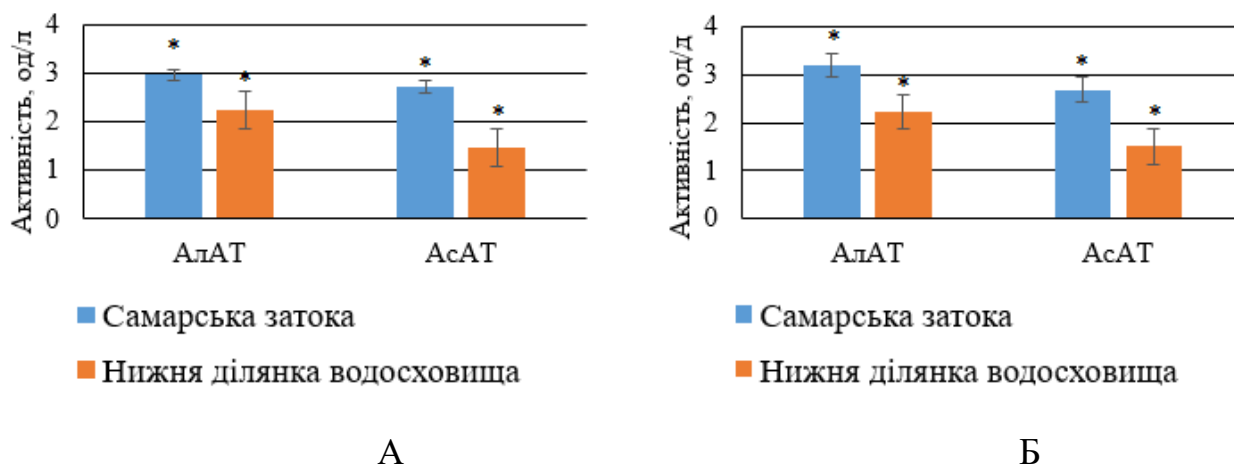 Активність, од/л
4
3
2
1
0
*
*
*
*
АлАТ
АсАТ
Самарська затока
Нижня ділянка водосховища
А
Активність, од/д
4
3
2
1
0
*
*
*
*
АлАТ
АсАТ
Самарська затока
Нижня ділянка водосховища
Б